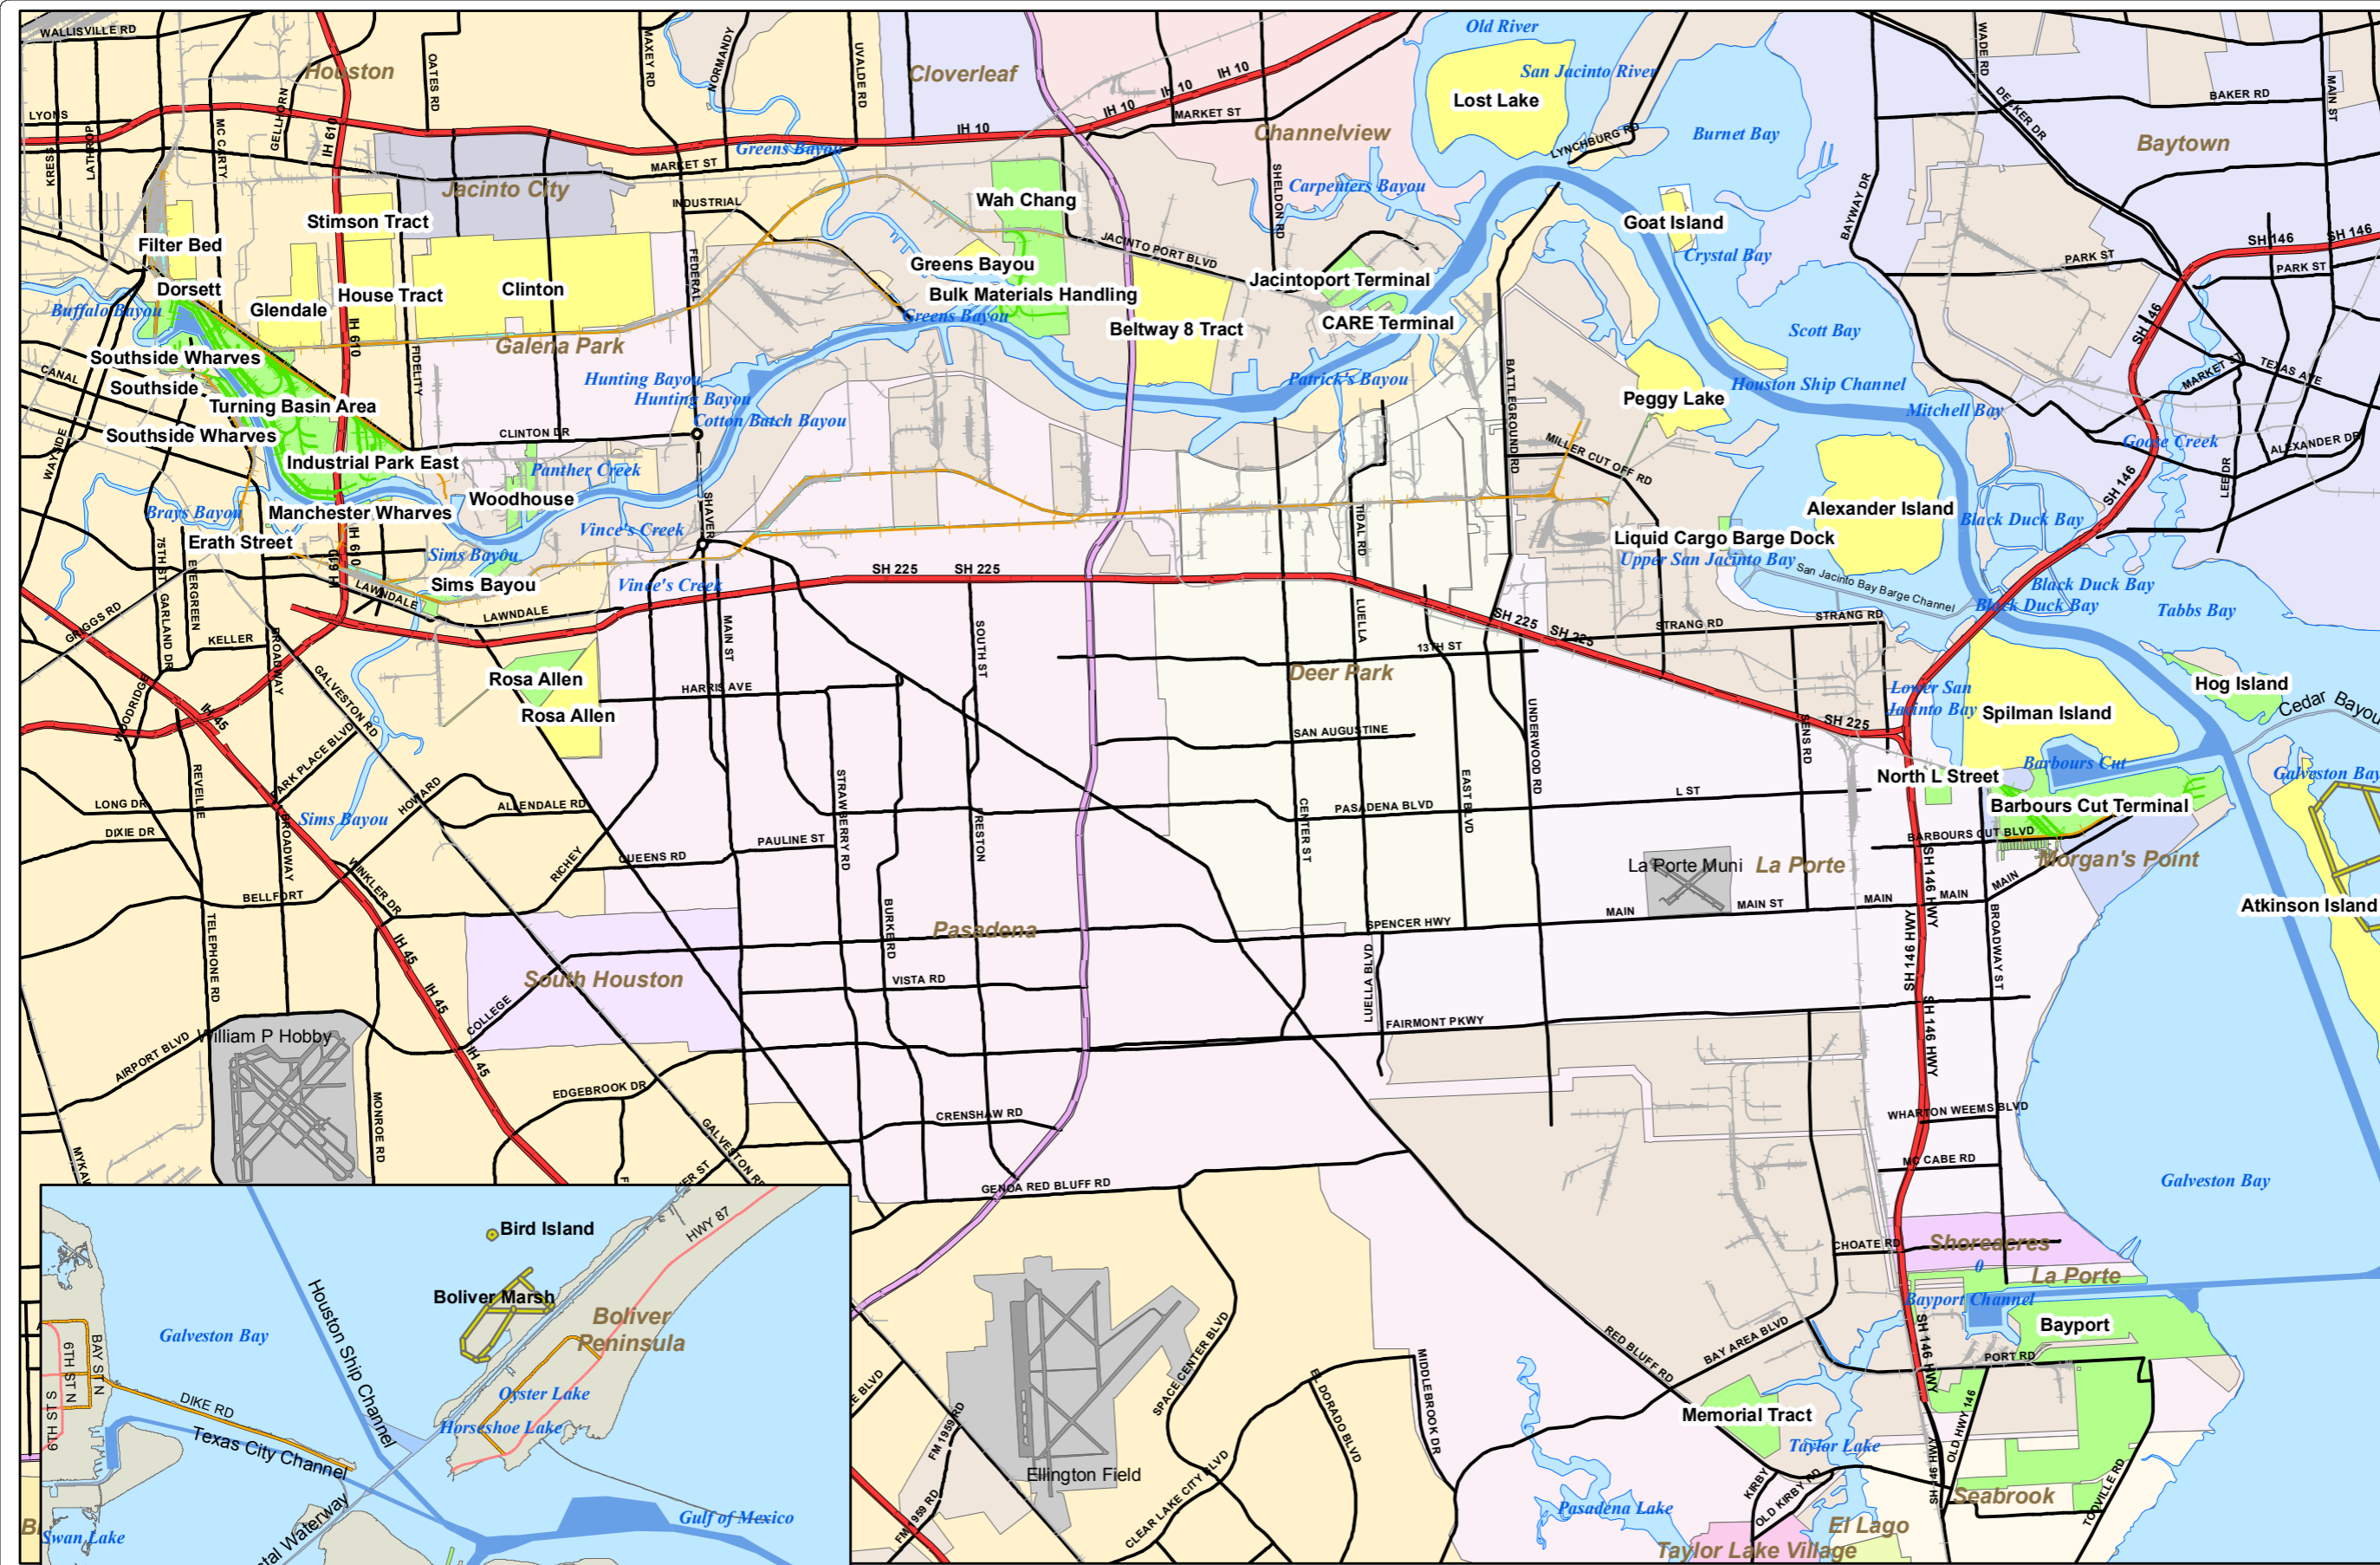 WALLISVILLE RD
Houston
OATES RD
MAXEY RD
NORMANDY
UVALDE RD
Cloverleaf
IH 10
IH 10
IH 10
IH 10
MARKET ST
Old River
San Jacinto River
Lost Lake
WADE RD
DECKER DR
BAKER RD
MAIN ST
LYONS
KRESS
LATHROP
MC CARTY
GELLHORN
IH 610
Greens Bayou
MARKET ST
Channelview
LYNCHBURG RD
Burnet Bay
Baytown
Jacinto City
INDUSTRIAL
Wah Chang
SHELDON RD
Carpenters Bayou
BAYWAY DR
Stimson Tract
Filter Bed
FEDERAL
JACINTO PORT BLVD
Goat Island
Crystal Bay
SH 146
SH 146
PARK ST
PARK ST
Greens Bayou
Dorsett
House Tract
Clinton
Glendale
Buffalo Bayou
Bulk Materials Handling
Greens Bayou
Jacintoport Terminal
CARE Terminal
Beltway 8 Tract
Scott Bay
SH 146
IH 610
FIDELITY
Galena Park
Southside Wharves
CANAL
Southside
Hunting Bayou
Hunting Bayou
Patrick's Bayou
BATTLEGROUND RD
Houston Ship Channel
Peggy Lake
MARKET ST
TEXAS AVE
Turning Basin Area
Cotton Batch Bayou
Mitchell Bay
Southside Wharves
CLINTON DR
WAYSIDE
Industrial Park East
Panther Creek
MILLER CUT OFF RD
Goose Creek
ALEXANDER DR
LEE DR
Woodhouse
SHAVER
Manchester Wharves
Brays Bayou
Vince's Creek
TIDAL RD
Alexander Island
SH 146
Black Duck Bay
Erath Street
IH 610
IH 610
75TH ST
EVERGREEN
Sims Bayou
Liquid Cargo Barge Dock
Upper San Jacinto Bay
San Jacinto Bay Barge Channel
Sims Bayou
Vince's Creek
SH 225
SH 225
LAWNDALE
LAWNDALE
Black Duck Bay
Black Duck Bay
Tabbs Bay
GRIGGS RD
GARLAND DR
KELLER
BROADWAY
MAIN ST
SOUTH ST
LUELLA
SH 225
SH 225
STRANG RD
STRANG RD
13TH ST
Deer Park
GALVESTON RD
Rosa Allen
HARRIS AVE
Rosa Allen
WOODRIDGE
IH 45
Lower San
Jacinto Bay
Hog Island
Cedar Bayou
Spilman Island
SAN AUGUSTINE
UNDERWOOD RD
SENS RD
SH 225
REVEILLE
PARK PLACE BLVD
HOWARD
LONG DR
DIXIE DR
ALLENDALE RD
Sims Bayou
BROADWAY
STRAWBERRY RD
PRESTON
CENTER ST
PASADENA BLVD
EAST BLVD
L ST
North L Street
Barbours Cut
Galveston Bay
Barbours Cut Terminal
BARBOURS CUT BLVD
Morgan's Point
PAULINE ST
QUEENS RD
RICHEY
WINKLER DR
BELLFORT
La Porte Muni
La Porte
SH 146 HWY
MAIN
MAIN ST
MAIN
MAIN
MAIN
Atkinson Island
TELEPHONE RD
IH 45
BURKE RD
Pasadena
SPENCER HWY
LUELLA BLVD
SH 146 HWY
BROADWAY ST
South Houston
VISTA RD
IH 45
COLLEGE
FAIRMONT PKWY
SH 146 HWY
William P Hobby
AIRPORT BLVD
IH 45
EDGEBROOK DR
MONROE RD
GALVESTON RD
CRENSHAW RD
WHARTON WEEMS BLVD
MC CABE RD
GENOA RED BLUFF RD
Galveston Bay
Bird Island
HWY 87
Boliver Marsh
Boliver
Peninsula
Houston Ship Channel
Galveston Bay
BAY ST N
6TH ST N
6TH ST S
DIKE RD
Texas City Channel
Oyster Lake
Horseshoe Lake
Gulf of Mexico
Swan Lake
CHOATE RD
Shoreacres
0
La Porte
Bayport Channel
Bayport
SPACE CENTER BLVD
RED BLUFF RD
BAY AREA BLVD
SH 146 HWY
PORT RD
EL DORADO BLVD
MIDDLEBROOK DR
FM 1959 RD
Ellington Field
Memorial Tract
OLD HWY 146
Taylor Lake
CLEAR LAKE CITY BLVD
FM 1959 RD
Pasadena Lake
KIRBY
OLD KIRBY RD
SH 146 HWY
Seabrook
TODVILLE RD
El Lago
Taylor Lake Village